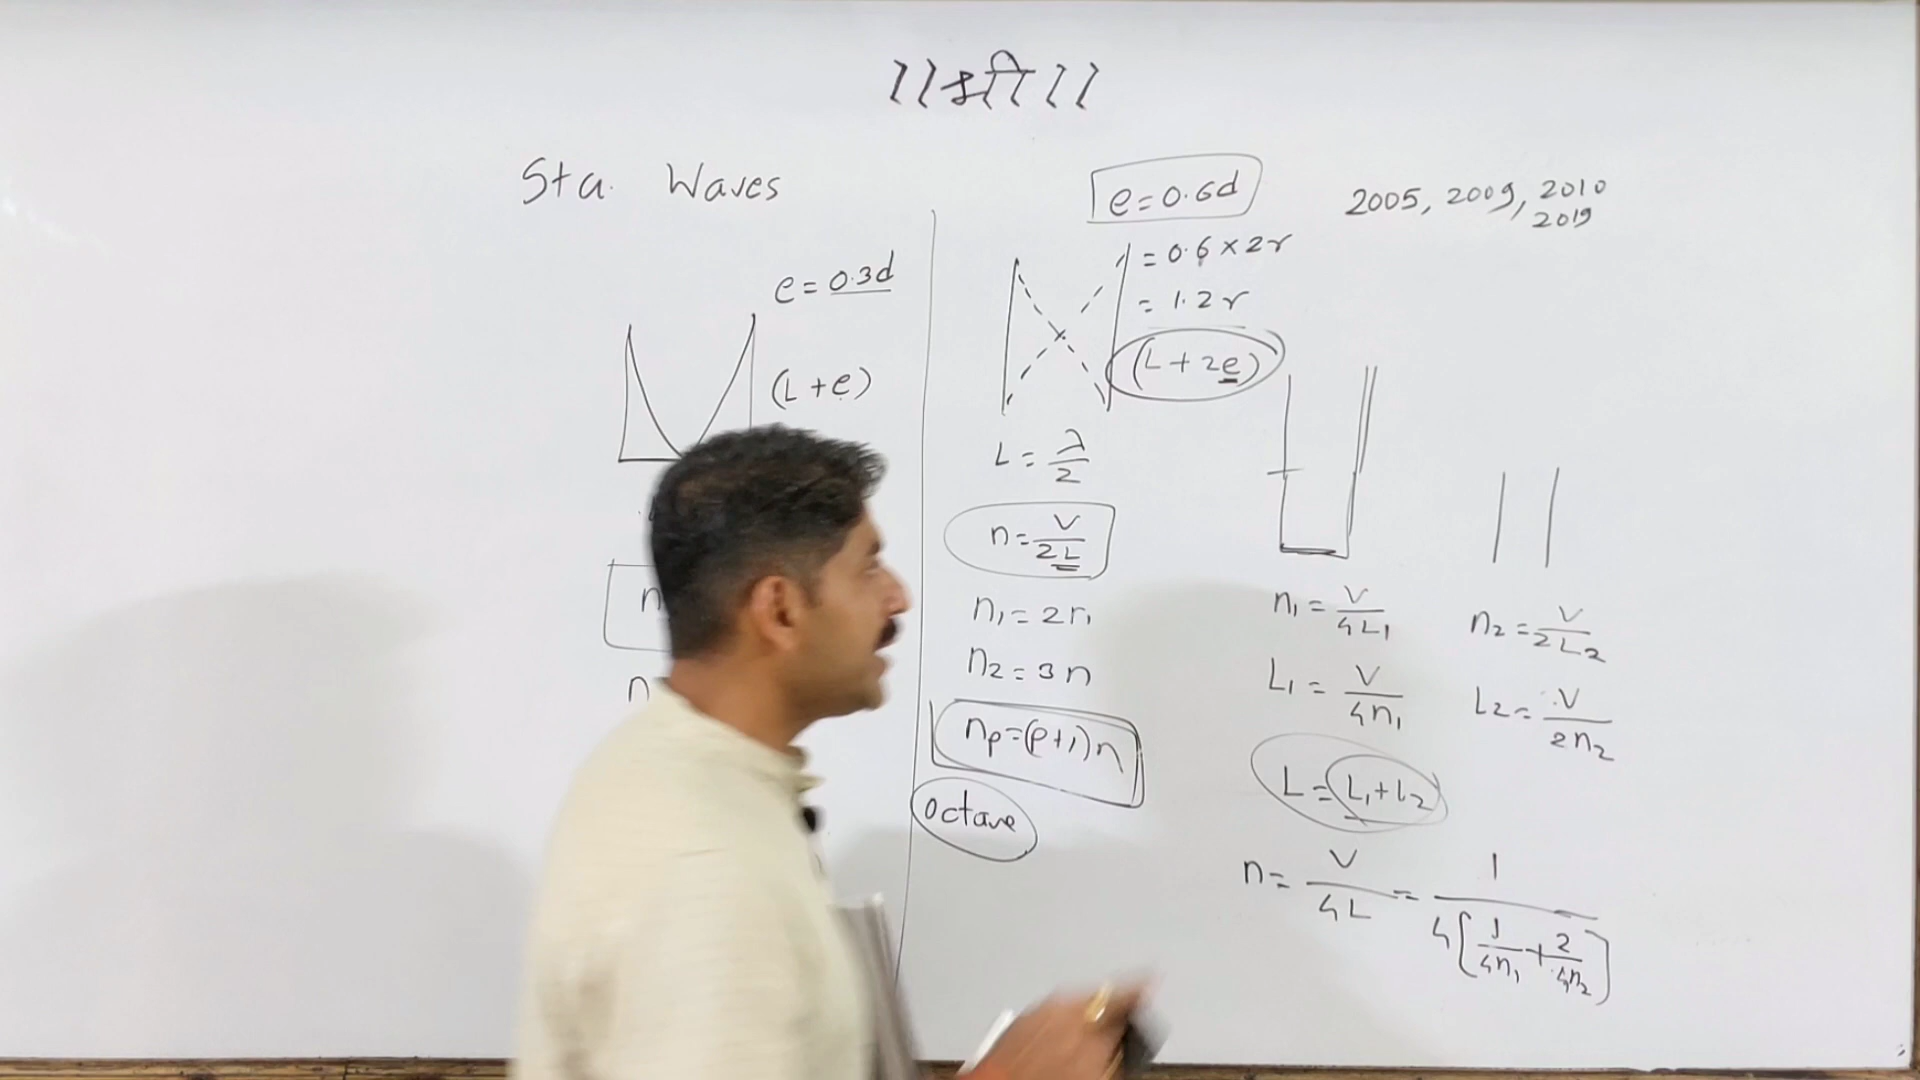 ॥ श्री ॥
Sta. Waves
e = 0.3d
(L + e)
n
n
e = 0.6d
= 0.6 × 2r
= 1.2 r
(L + 2e)
L = λ/2
n = V/2L
n₁ = 2n
n₂ = 3n
nₚ = (p+1)n
octave
2005, 2009, 2010
2019
n₁ = V/4L₁
n₂ = V/2L₂
L₁ = V/4n₁
L₂ = V/2n₂
L = L₁ + L₂
n = V/4L = 1/4[1/4n₁ + 2/4n₂]